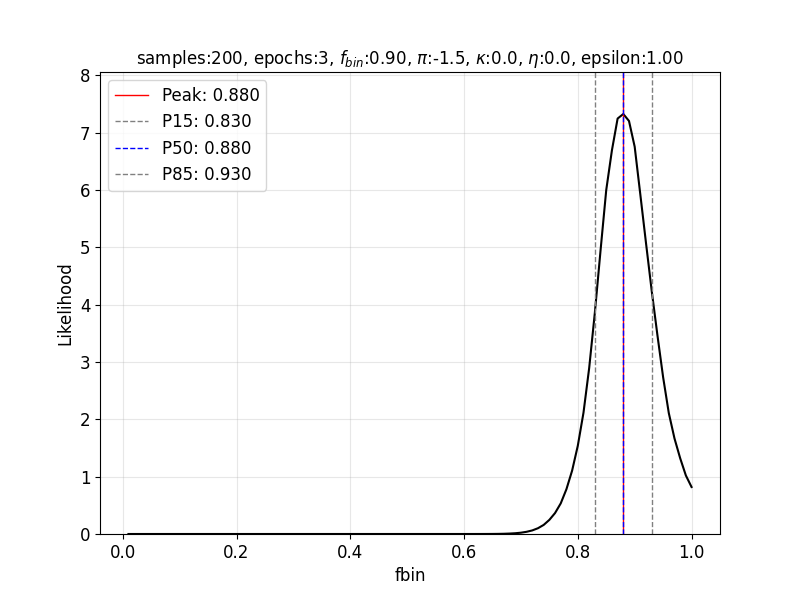 samples:200, epochs:3, f_bin:0.90, π:-1.5, κ:0.0, η:0.0, epsilon:1.00
Peak: 0.880
P15: 0.830
P50: 0.880
P85: 0.930
8
7
6
5
4
3
2
1
0
Likelihood
0.0 0.2 0.4 0.6 0.8 1.0
fbin